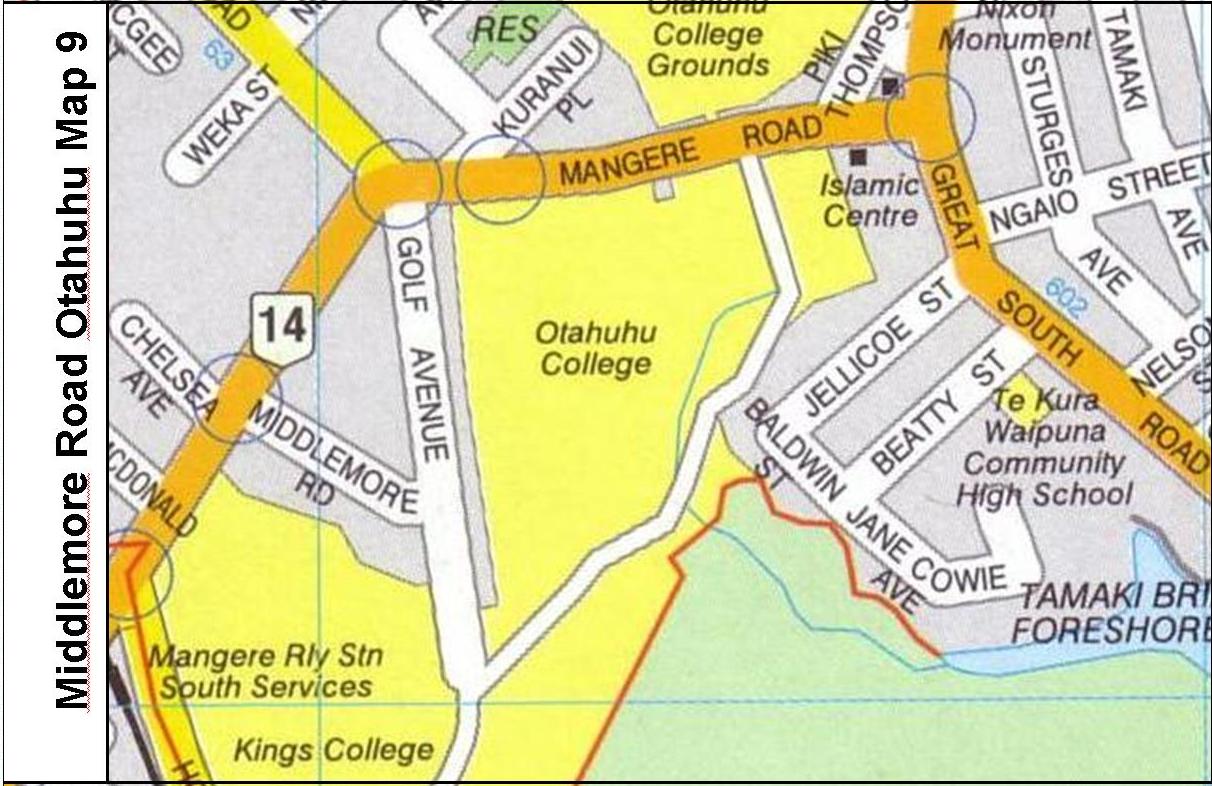 Middlemore Road Otahuhu Map 9
RES
Otahuhu
College
Grounds
Nixon
Monument
63
WEKA ST
KURANUI
PL
PIKI
THOMPSO
TAMAKI
AVE
STURGESS
AVE
MANGERE ROAD
Islamic
Centre
NGAIO STREET
GREAT SOUTH ROAD
602
GOLF AVENUE
14
CHELSEA
AVE
MIDDLEMORE
RD
Otahuhu
College
JELLICOE ST
BEATTY ST
NELSO
BALDWIN
ST
Te Kura
Waipuna
Community
High School
MCDONALD
JANE COWIE
AVE
TAMAKI BRI
FORESHORE
Mangere Rly Stn
South Services
Kings College